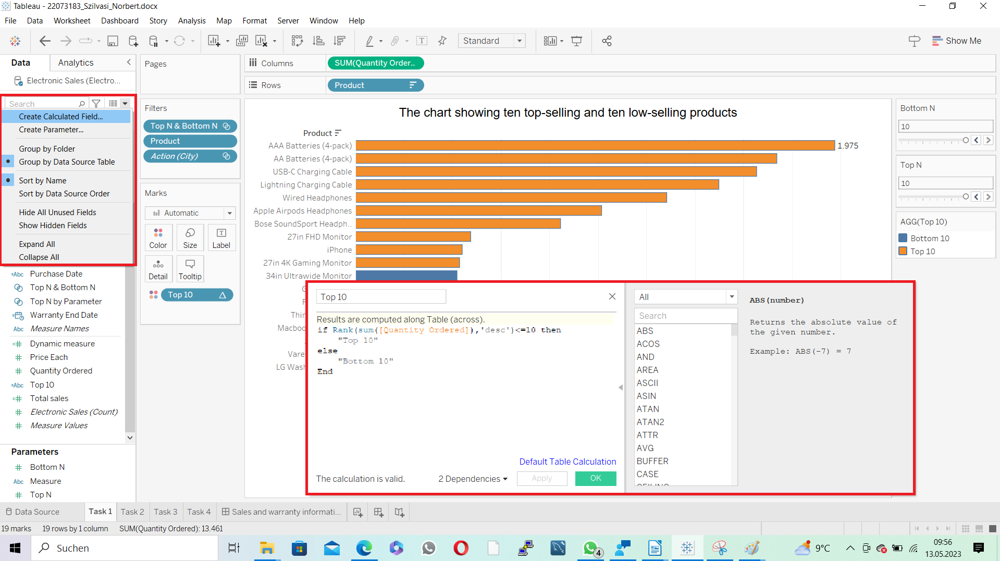 Tableau - 22073183_Szilvasi_Norbert.docx
File Data Worksheet Dashboard Story Analysis Map Format Server Window Help
Standard
Show Me
Data Analytics
Electronic Sales (Electro...
Search
Create Calculated Field...
Create Parameter...
Group by Folder
Group by Data Source Table
Sort by Name
Sort by Data Source Order
Hide All Unused Fields
Show Hidden Fields
Expand All
Collapse All
=Abc Purchase Date
Top N & Bottom N
Top N by Parameter
Warranty End Date
Abc Measure Names
=# Dynamic measure
# Price Each
# Quantity Ordered
=Abc Top 10
=# Total sales
# Electronic Sales (Count)
# Measure Values
Parameters
# Bottom N
Abc Measure
# Top N
Pages
Filters
Top N & Bottom N
Product
Action (City)
Marks
Automatic
Color Size Label
Detail Tooltip
Top 10
Columns SUM(Quantity Order..
Rows Product
The chart showing ten top-selling and ten low-selling products
Product
AAA Batteries (4-pack) 1.975
AA Batteries (4-pack)
USB-C Charging Cable
Lightning Charging Cable
Wired Headphones
Apple Airpods Headphones
Bose SoundSport Headph..
27in FHD Monitor
iPhone
27in 4K Gaming Monitor
34in Ultrawide Monitor
G
F
Thin
Macboo
Vare
LG Wash
Top 10
Results are computed along Table (across).
if Rank(sum([Quantity Ordered]),'desc')<=10 then
"Top 10"
else
"Bottom 10"
End
Default Table Calculation
The calculation is valid. 2 Dependencies Apply OK
All
Search
ABS
ACOS
AND
AREA
ASCII
ASIN
ATAN
ATAN2
ATTR
AVG
BUFFER
CASE
CEILING
ABS(number)
Returns the absolute value of
the given number.
Example: ABS(-7) = 7
Bottom N
10
Top N
10
AGG(Top 10)
Bottom 10
Top 10
Data Source Task 1 Task 2 Task 3 Task 4 Sales and warranty informati...
19 marks 19 rows by 1 column SUM(Quantity Ordered): 13.461
Suchen
4
9°C
09:56
13.05.2023